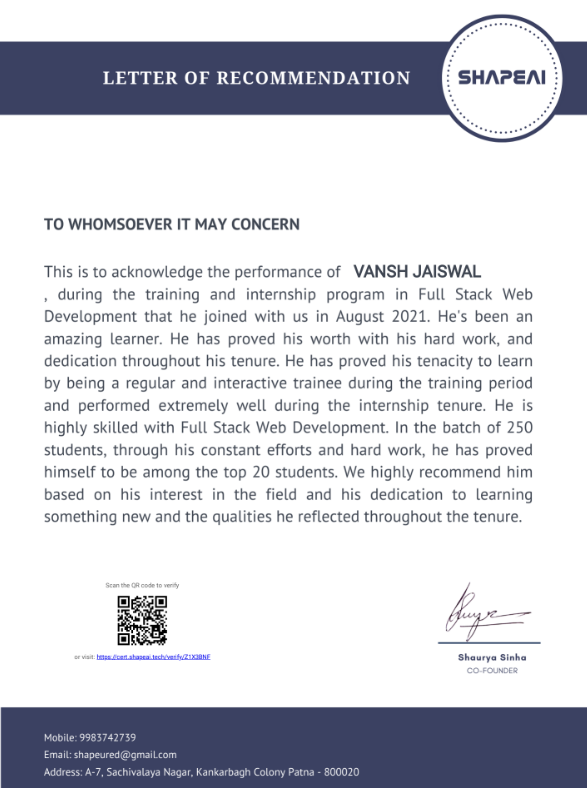 LETTER OF RECOMMENDATION
SHAPEAI
TO WHOMSOEVER IT MAY CONCERN
This is to acknowledge the performance of VANSH JAISWAL
, during the training and internship program in Full Stack Web
Development that he joined with us in August 2021. He's been an
amazing learner. He has proved his worth with his hard work, and
dedication throughout his tenure. He has proved his tenacity to learn
by being a regular and interactive trainee during the training period
and performed extremely well during the internship tenure. He is
highly skilled with Full Stack Web Development. In the batch of 250
students, through his constant efforts and hard work, he has proved
himself to be among the top 20 students. We highly recommend him
based on his interest in the field and his dedication to learning
something new and the qualities he reflected throughout the tenure.
Scan the QR code to verify
or visit: https://cert.shapeai.tech/verify/Z1X3BNF
Shaurya Sinha
CO-FOUNDER
Mobile: 9983742739
Email: shapeured@gmail.com
Address: A-7, Sachivalaya Nagar, Kankarbagh Colony Patna - 800020